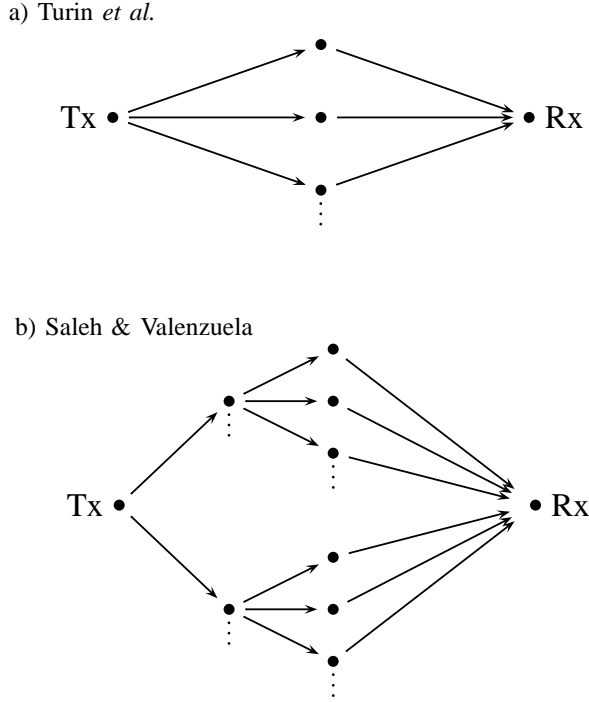 a) Turin et al.
Tx
Rx
b) Saleh & Valenzuela
Tx
Rx